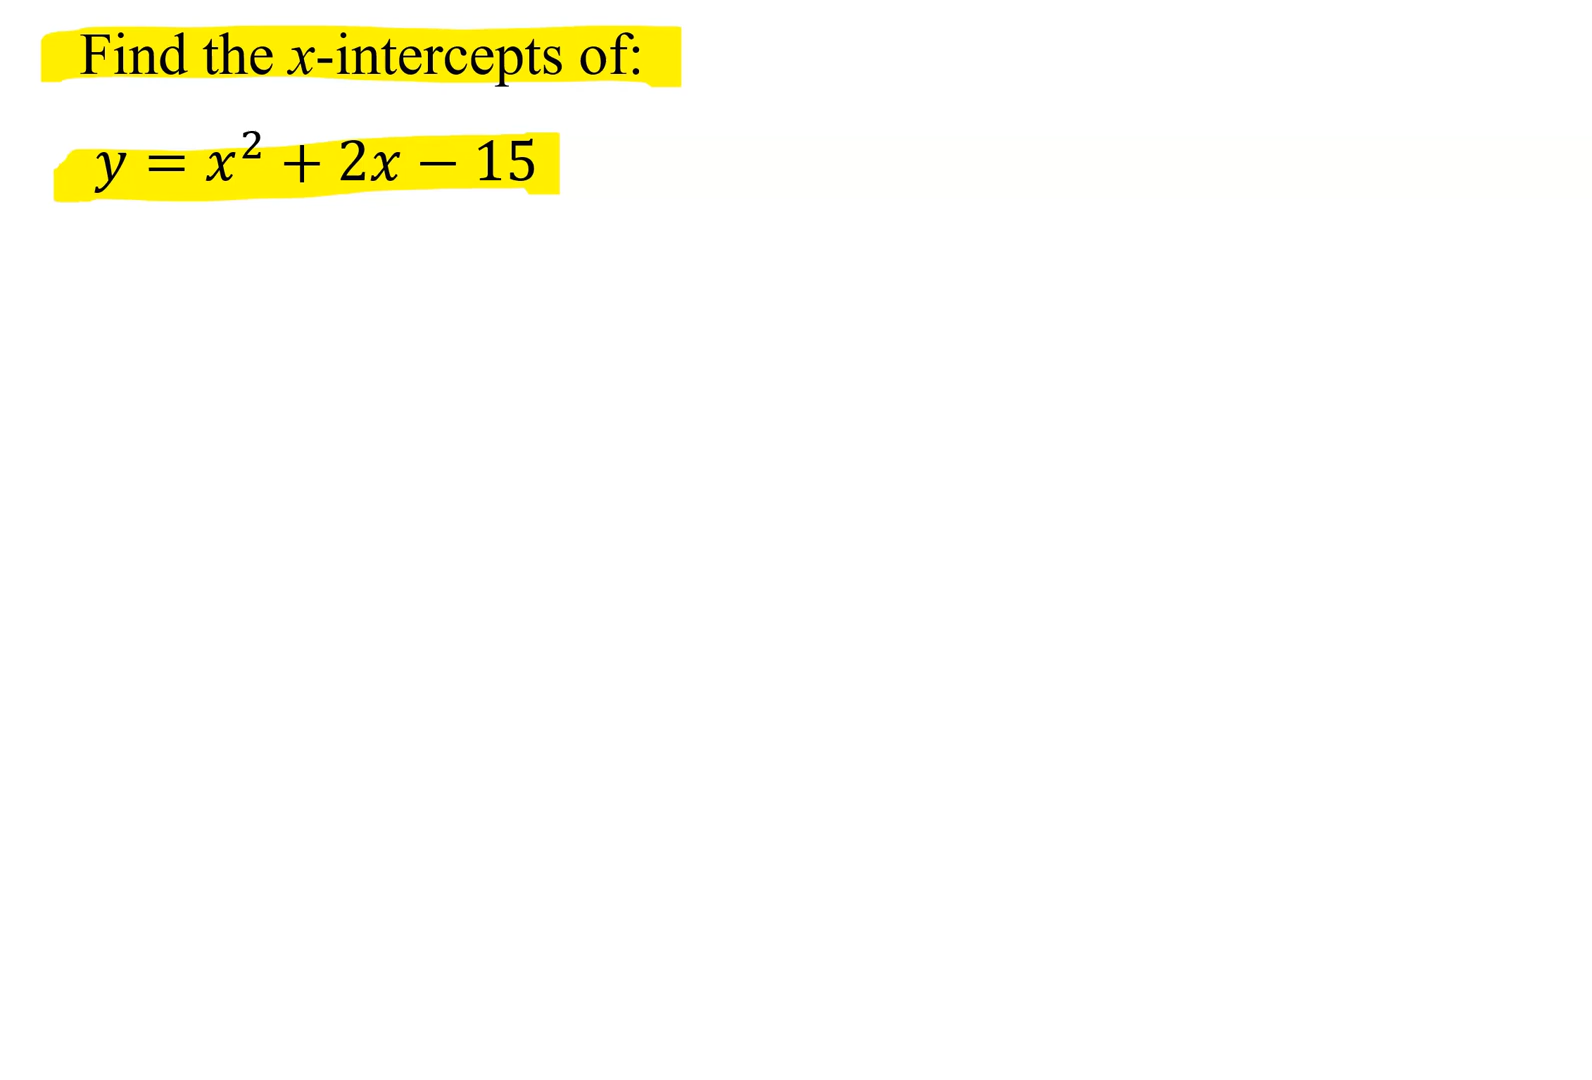 Find the x-intercepts of:
y = x² + 2x − 15